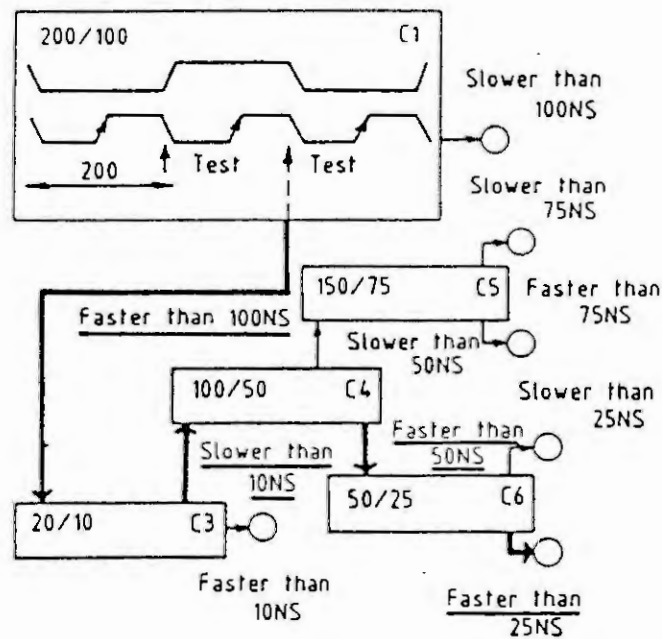 200/100
C1
Slower than
100NS
Test
Test
200
Slower than
75NS
150/75
C5
Faster than
75NS
Faster than 100NS
Slower than
50NS
100/50
C4
Slower than
25NS
Slower than
10NS
Faster than
50NS
20/10
C3
50/25
C6
Faster than
10NS
Faster than
25NS